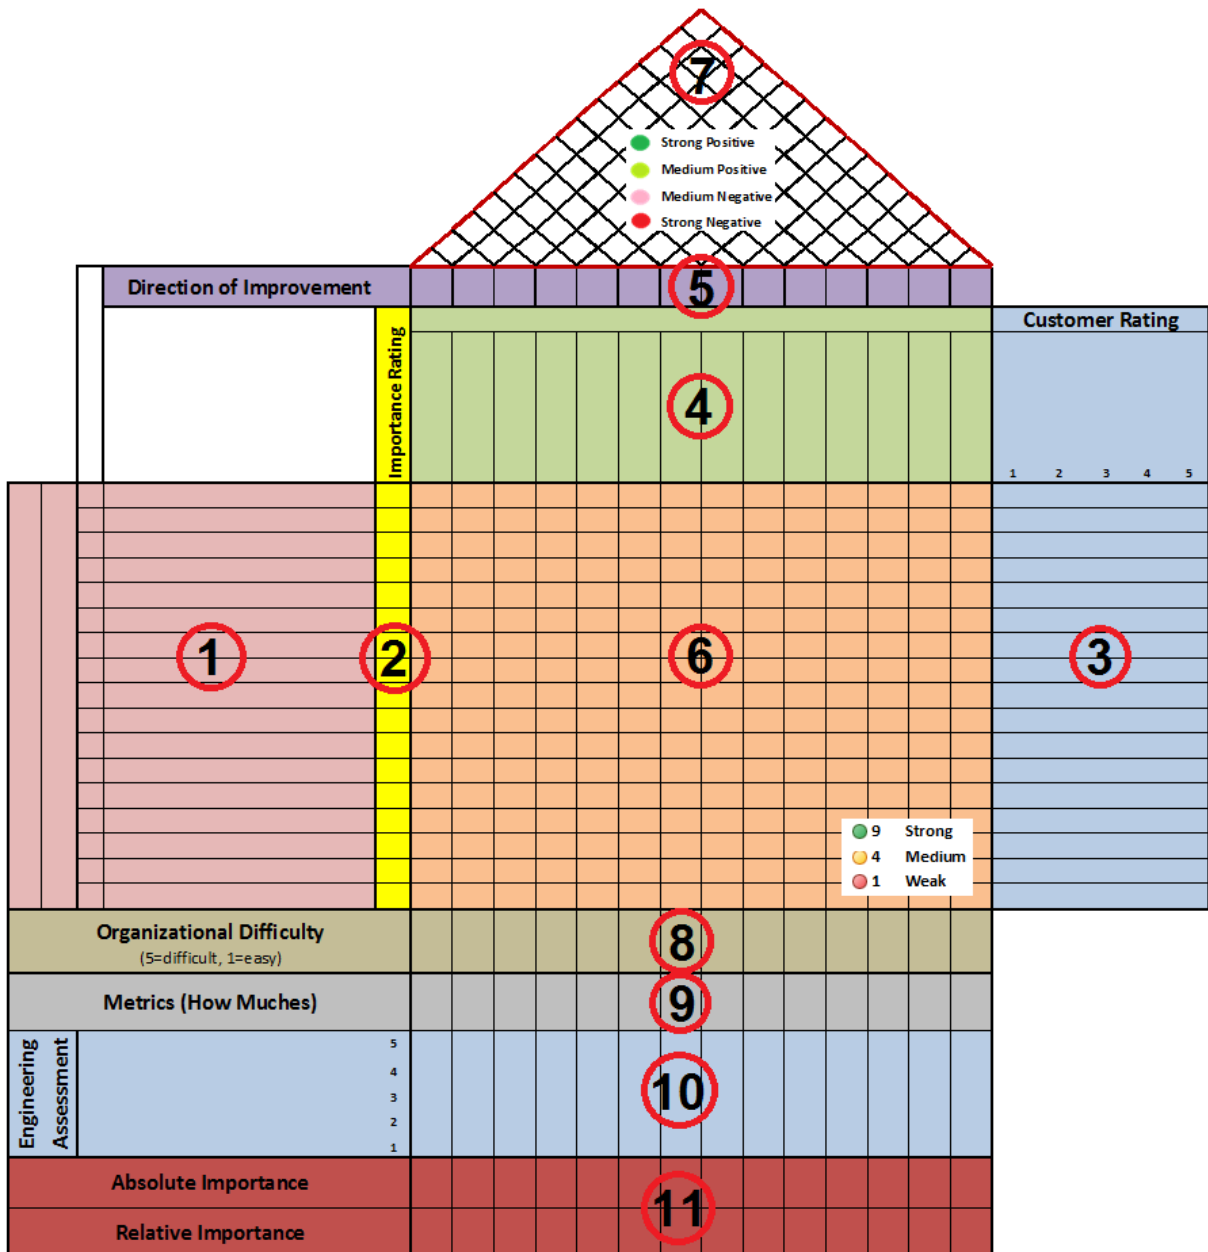 7
Strong Positive
Medium Positive
Medium Negative
Strong Negative
Direction of Improvement
5
Importance Rating
4
Customer Rating
1 2 3 4 5
1
2
6
3
9 Strong
4 Medium
1 Weak
Organizational Difficulty
(5=difficult, 1=easy)
8
Metrics (How Muches)
9
Engineering
Assessment
5
4
3
2
1
10
Absolute Importance
Relative Importance
11